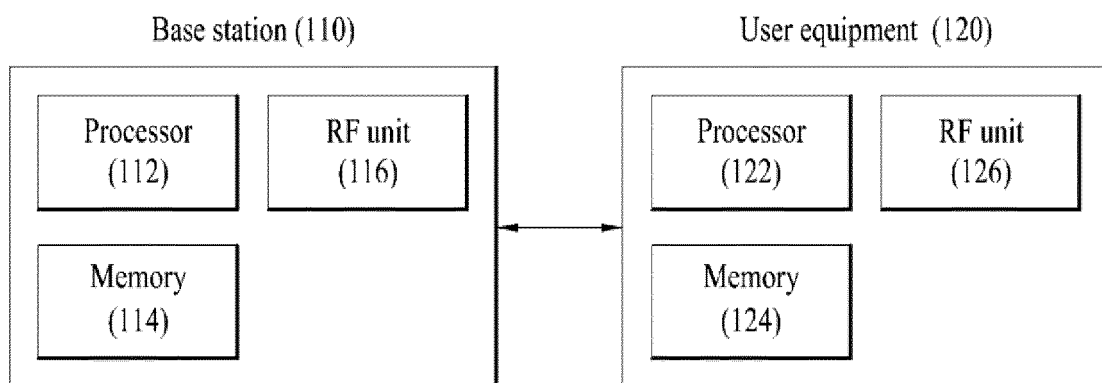 Base station (110)
User equipment (120)
Processor
(112)
RF unit
(116)
Processor
(122)
RF unit
(126)
Memory
(114)
Memory
(124)